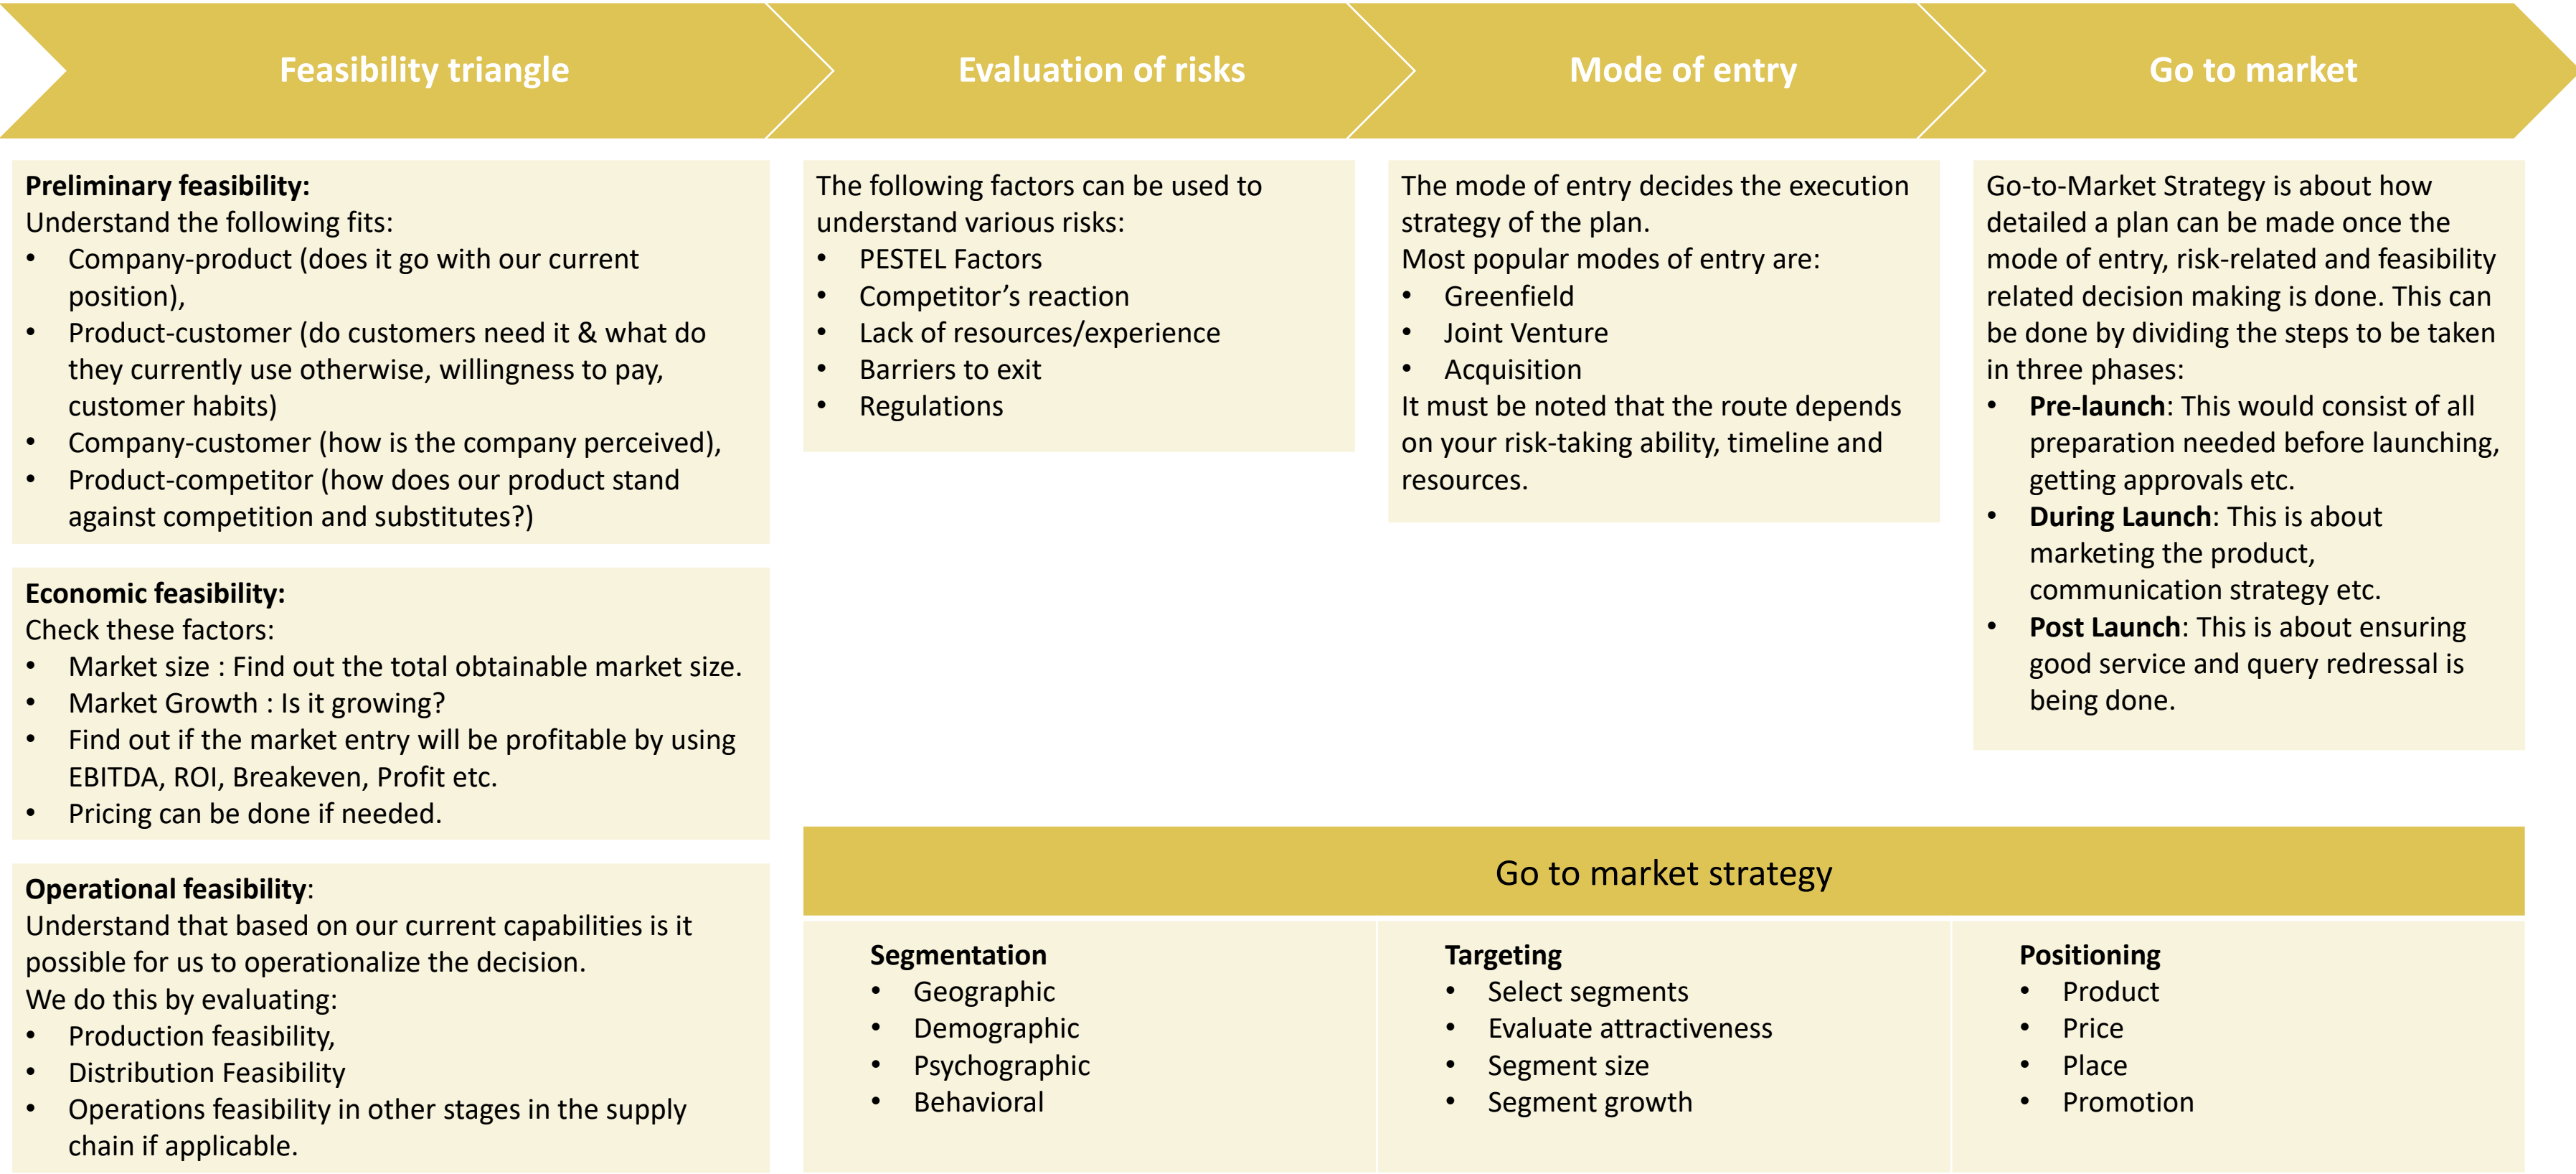 Feasibility triangle
Evaluation of risks
Mode of entry
Go to market
Preliminary feasibility:
Understand the following fits:
• Company-product (does it go with our current
position),
• Product-customer (do customers need it & what do
they currently use otherwise, willingness to pay,
customer habits)
• Company-customer (how is the company perceived),
• Product-competitor (how does our product stand
against competition and substitutes?)
Economic feasibility:
Check these factors:
• Market size : Find out the total obtainable market size.
• Market Growth : Is it growing?
• Find out if the market entry will be profitable by using
EBITDA, ROI, Breakeven, Profit etc.
• Pricing can be done if needed.
Operational feasibility:
Understand that based on our current capabilities is it
possible for us to operationalize the decision.
We do this by evaluating:
• Production feasibility,
• Distribution Feasibility
• Operations feasibility in other stages in the supply
chain if applicable.
The following factors can be used to
understand various risks:
• PESTEL Factors
• Competitor’s reaction
• Lack of resources/experience
• Barriers to exit
• Regulations
The mode of entry decides the execution
strategy of the plan.
Most popular modes of entry are:
• Greenfield
• Joint Venture
• Acquisition
It must be noted that the route depends
on your risk-taking ability, timeline and
resources.
Go-to-Market Strategy is about how
detailed a plan can be made once the
mode of entry, risk-related and feasibility
related decision making is done. This can
be done by dividing the steps to be taken
in three phases:
• Pre-launch: This would consist of all
preparation needed before launching,
getting approvals etc.
• During Launch: This is about
marketing the product,
communication strategy etc.
• Post Launch: This is about ensuring
good service and query redressal is
being done.
Go to market strategy
Segmentation
• Geographic
• Demographic
• Psychographic
• Behavioral
Targeting
• Select segments
• Evaluate attractiveness
• Segment size
• Segment growth
Positioning
• Product
• Price
• Place
• Promotion